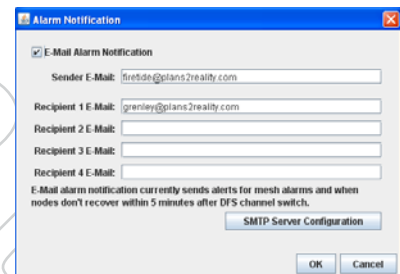 Alarm Notification
E-Mail Alarm Notification
Sender E-Mail: firetide@plans2reality.com
Recipient 1 E-Mail: grenley@plans2reality.com
Recipient 2 E-Mail:
Recipient 3 E-Mail:
Recipient 4 E-Mail:
E-Mail alarm notification currently sends alerts for mesh alarms and when
nodes don't recover within 5 minutes after DFS channel switch.
SMTP Server Configuration
OK Cancel